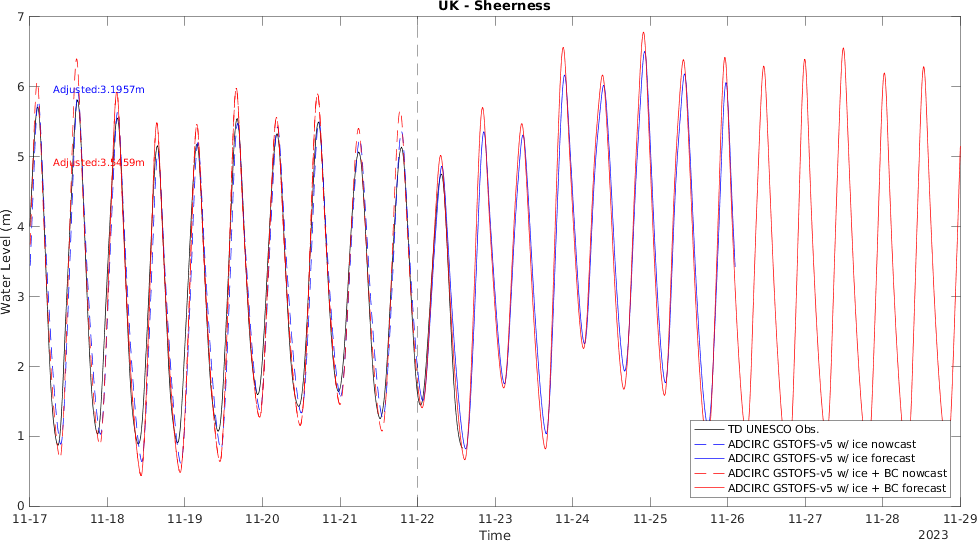 UK - Sheerness
7
6
5
4
3
2
1
0
Water Level (m)
Adjusted:3.1957m
Adjusted:3.5459m
TD UNESCO Obs.
ADCIRC GSTOFS-v5 w/ ice nowcast
ADCIRC GSTOFS-v5 w/ ice forecast
ADCIRC GSTOFS-v5 w/ ice + BC nowcast
ADCIRC GSTOFS-v5 w/ ice + BC forecast
11-17 11-18 11-19 11-20 11-21 11-22 11-23 11-24 11-25 11-26 11-27 11-28 11-29
Time
2023